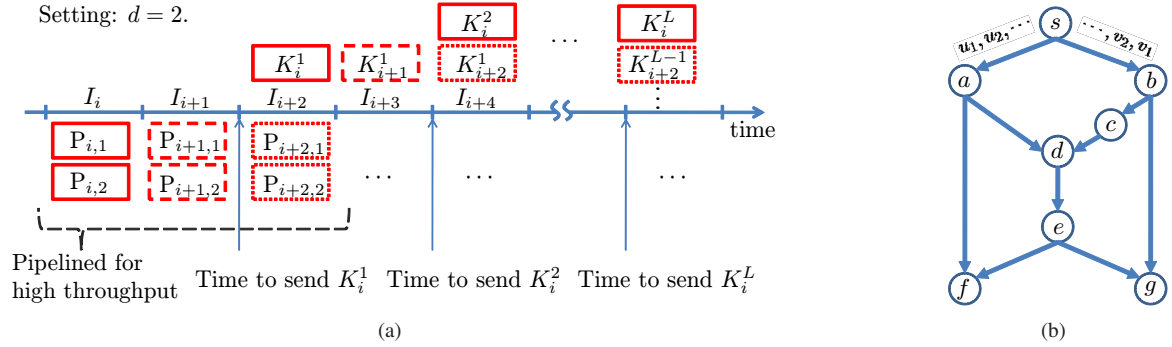 Setting: $d = 2$.
$K_i^2$ … $K_i^L$
$K_i^1$ $K_{i+1}^1$ $K_{i+2}^1$ $K_{i+2}^{L-1}$
⋮
$I_i$ $I_{i+1}$ $I_{i+2}$ $I_{i+3}$ $I_{i+4}$
time
$P_{i,1}$ $P_{i+1,1}$ $P_{i+2,1}$
$P_{i,2}$ $P_{i+1,2}$ $P_{i+2,2}$ … … …
Pipelined for
high throughput
Time to send $K_i^1$ Time to send $K_i^2$ Time to send $K_i^L$
(a)
$u_1, u_2, \cdots$ s $\cdots, v_2, v_1$
a b
c
d
e
f g
(b)